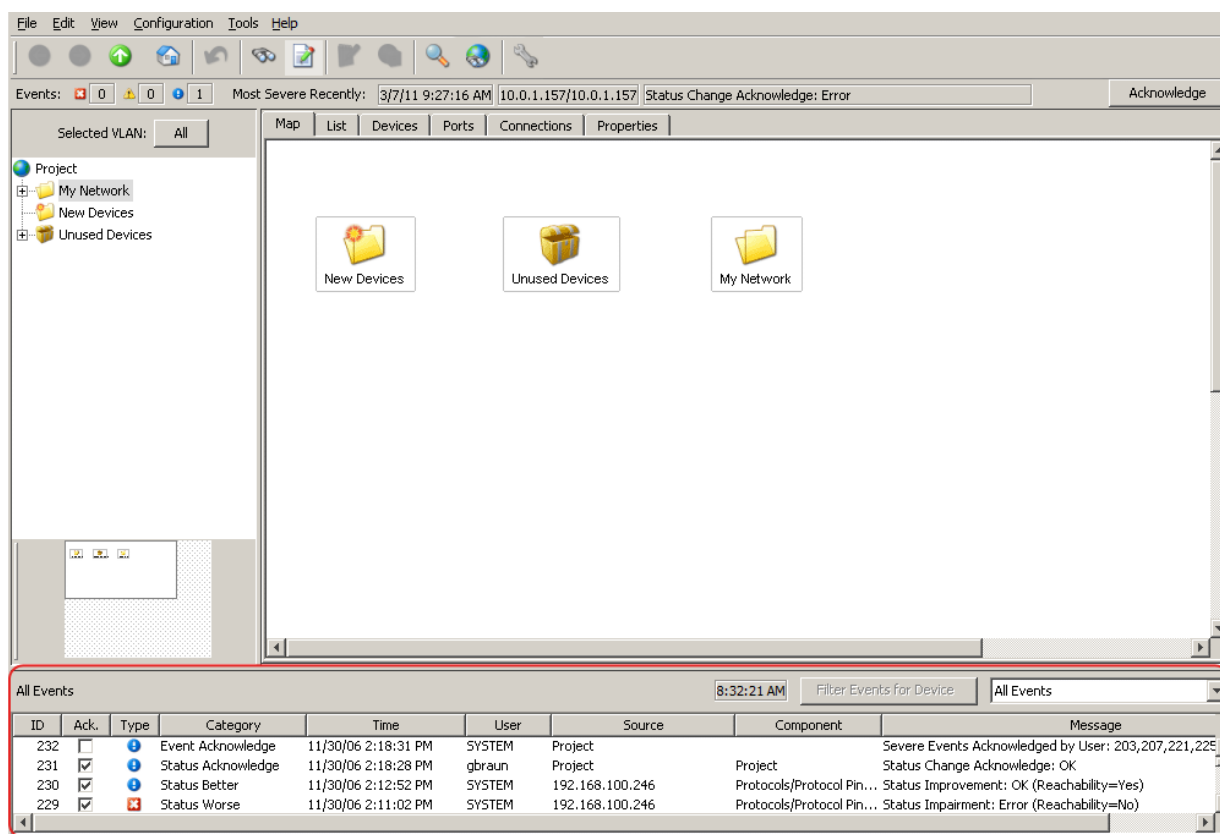 File Edit View Configuration Tools Help
Events: 0 0 1 Most Severe Recently: 3/7/11 9:27:16 AM 10.0.1.157/10.0.1.157 Status Change Acknowledge: Error Acknowledge
Selected VLAN: All
Map List Devices Ports Connections Properties
Project
My Network
New Devices
Unused Devices
New Devices Unused Devices My Network
All Events 8:32:21 AM Filter Events for Device All Events
ID Ack. Type Category Time User Source Component Message
232 Event Acknowledge 11/30/06 2:18:31 PM SYSTEM Project Severe Events Acknowledged by User: 203,207,221,225
231 Status Acknowledge 11/30/06 2:18:28 PM gbraun Project Project Status Change Acknowledge: OK
230 Status Better 11/30/06 2:12:52 PM SYSTEM 192.168.100.246 Protocols/Protocol Pin... Status Improvement: OK (Reachability=Yes)
229 Status Worse 11/30/06 2:11:02 PM SYSTEM 192.168.100.246 Protocols/Protocol Pin... Status Impairment: Error (Reachability=No)